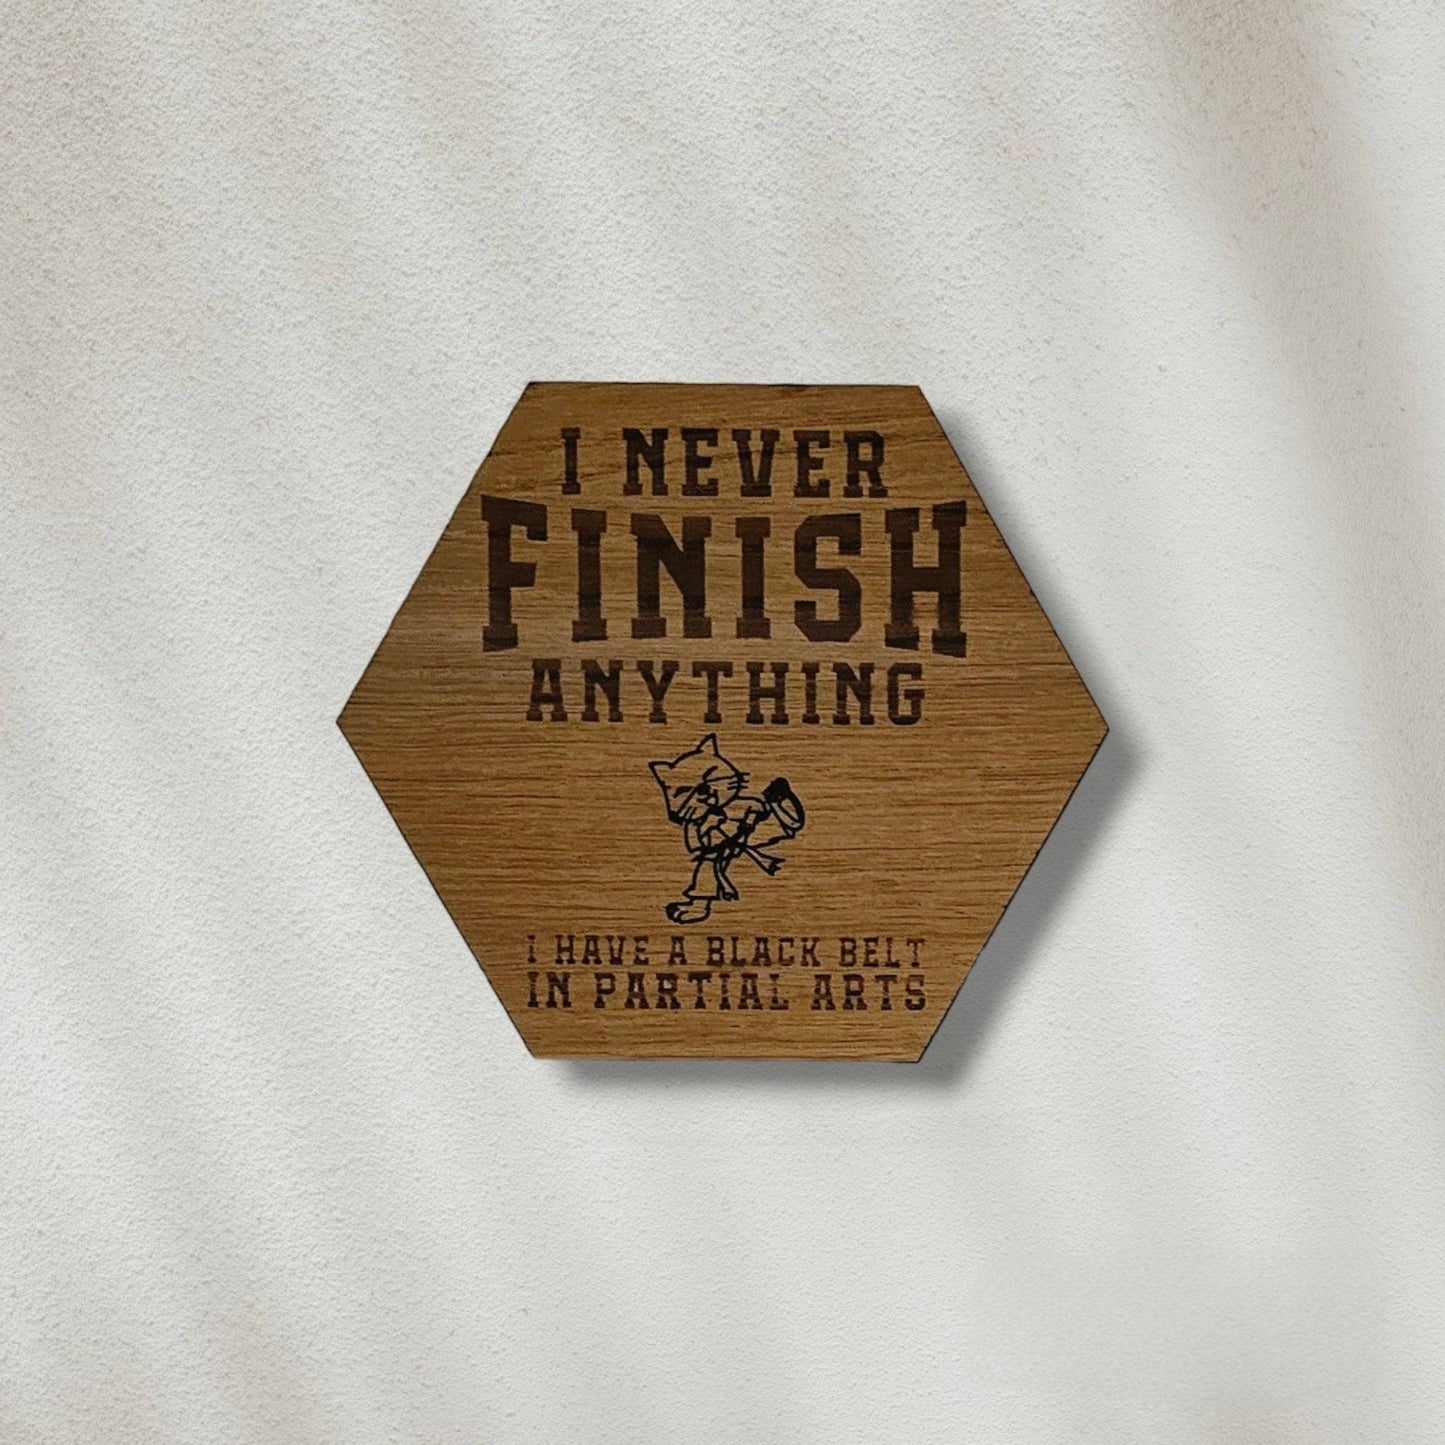 I NEVER
FINISH
ANYTHING
I HAVE A BLACK BELT
IN PARTIAL ARTS